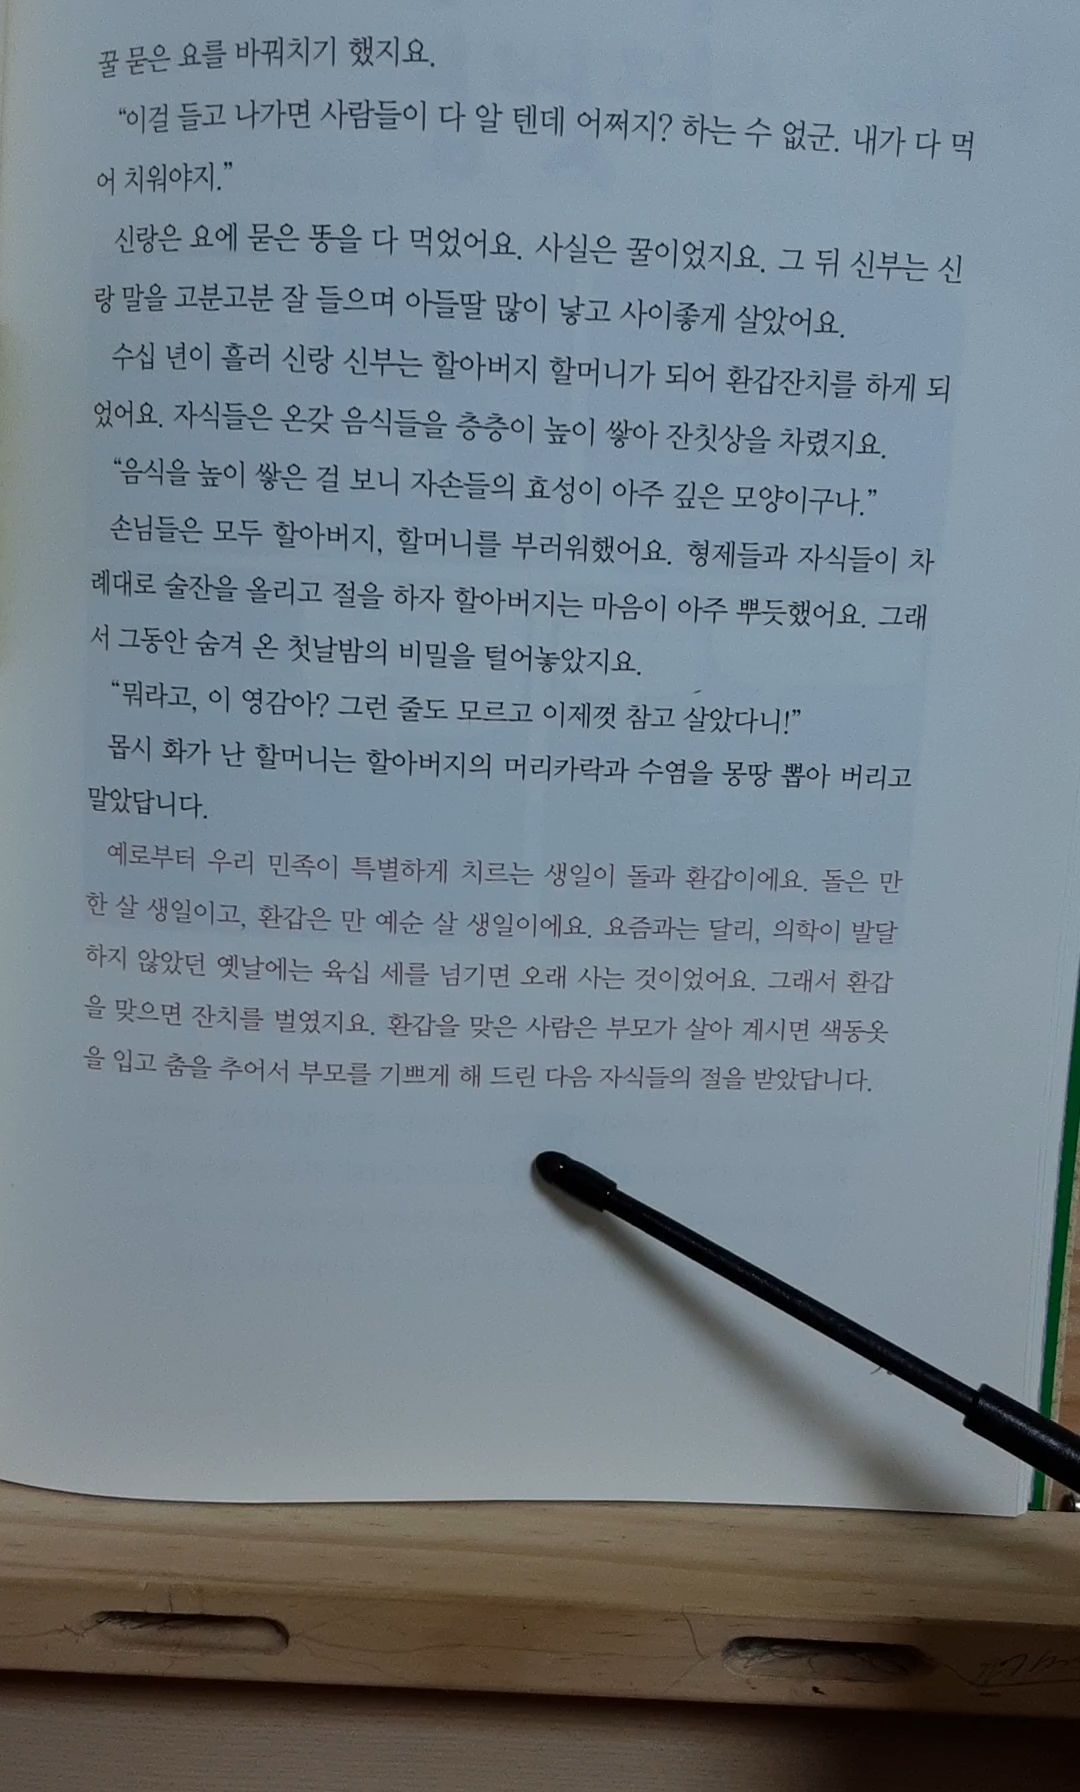 꿀 묻은 요를 바꿔치기 했지요.
“이걸 들고 나가면 사람들이 다 알 텐데 어쩌지? 하는 수 없군. 내가 다 먹
어 치워야지.”
신랑은 요에 묻은 똥을 다 먹었어요. 사실은 꿀이었지요. 그 뒤 신부는 신
랑 말을 고분고분 잘 들으며 아들딸 많이 낳고 사이좋게 살았어요.
수십 년이 흘러 신랑 신부는 할아버지 할머니가 되어 환갑잔치를 하게 되
었어요. 자식들은 온갖 음식들을 층층이 높이 쌓아 잔칫상을 차렸지요.
“음식을 높이 쌓은 걸 보니 자손들의 효성이 아주 깊은 모양이구나.”
손님들은 모두 할아버지, 할머니를 부러워했어요. 형제들과 자식들이 차
례대로 술잔을 올리고 절을 하자 할아버지는 마음이 아주 뿌듯했어요. 그래
서 그동안 숨겨 온 첫날밤의 비밀을 털어놓았지요.
“뭐라고, 이 영감아? 그런 줄도 모르고 이제껏 참고 살았다니!”
몹시 화가 난 할머니는 할아버지의 머리카락과 수염을 몽땅 뽑아 버리고
말았답니다.
예로부터 우리 민족이 특별하게 치르는 생일이 돌과 환갑이에요. 돌은 만
한 살 생일이고, 환갑은 만 예순 살 생일이에요. 요즘과는 달리, 의학이 발달
하지 않았던 옛날에는 육십 세를 넘기면 오래 사는 것이었어요. 그래서 환갑
을 맞으면 잔치를 벌였지요. 환갑을 맞은 사람은 부모가 살아 계시면 색동옷
을 입고 춤을 추어서 부모를 기쁘게 해 드린 다음 자식들의 절을 받았답니다.